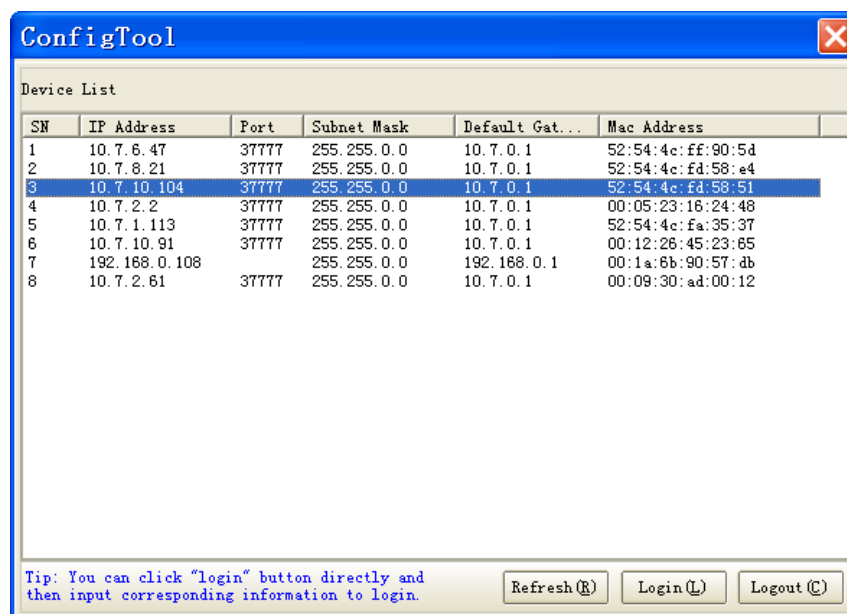 ConfigTool
Device List
SN IP Address Port Subnet Mask Default Gat... Mac Address
1 10.7.6.47 37777 255.255.0.0 10.7.0.1 52:54:4c:ff:90:5d
2 10.7.8.21 37777 255.255.0.0 10.7.0.1 52:54:4c:fd:58:e4
3 10.7.10.104 37777 255.255.0.0 10.7.0.1 52:54:4c:fd:58:51
4 10.7.2.2 37777 255.255.0.0 10.7.0.1 00:05:23:16:24:48
5 10.7.1.113 37777 255.255.0.0 10.7.0.1 52:54:4c:fa:35:37
6 10.7.10.91 37777 255.255.0.0 10.7.0.1 00:12:26:45:23:65
7 192.168.0.108 255.255.0.0 192.168.0.1 00:1a:6b:90:57:db
8 10.7.2.61 37777 255.255.0.0 10.7.0.1 00:09:30:ad:00:12
Tip: You can click "login" button directly and
then input corresponding information to login.
Refresh(R) Login(L) Logout(C)